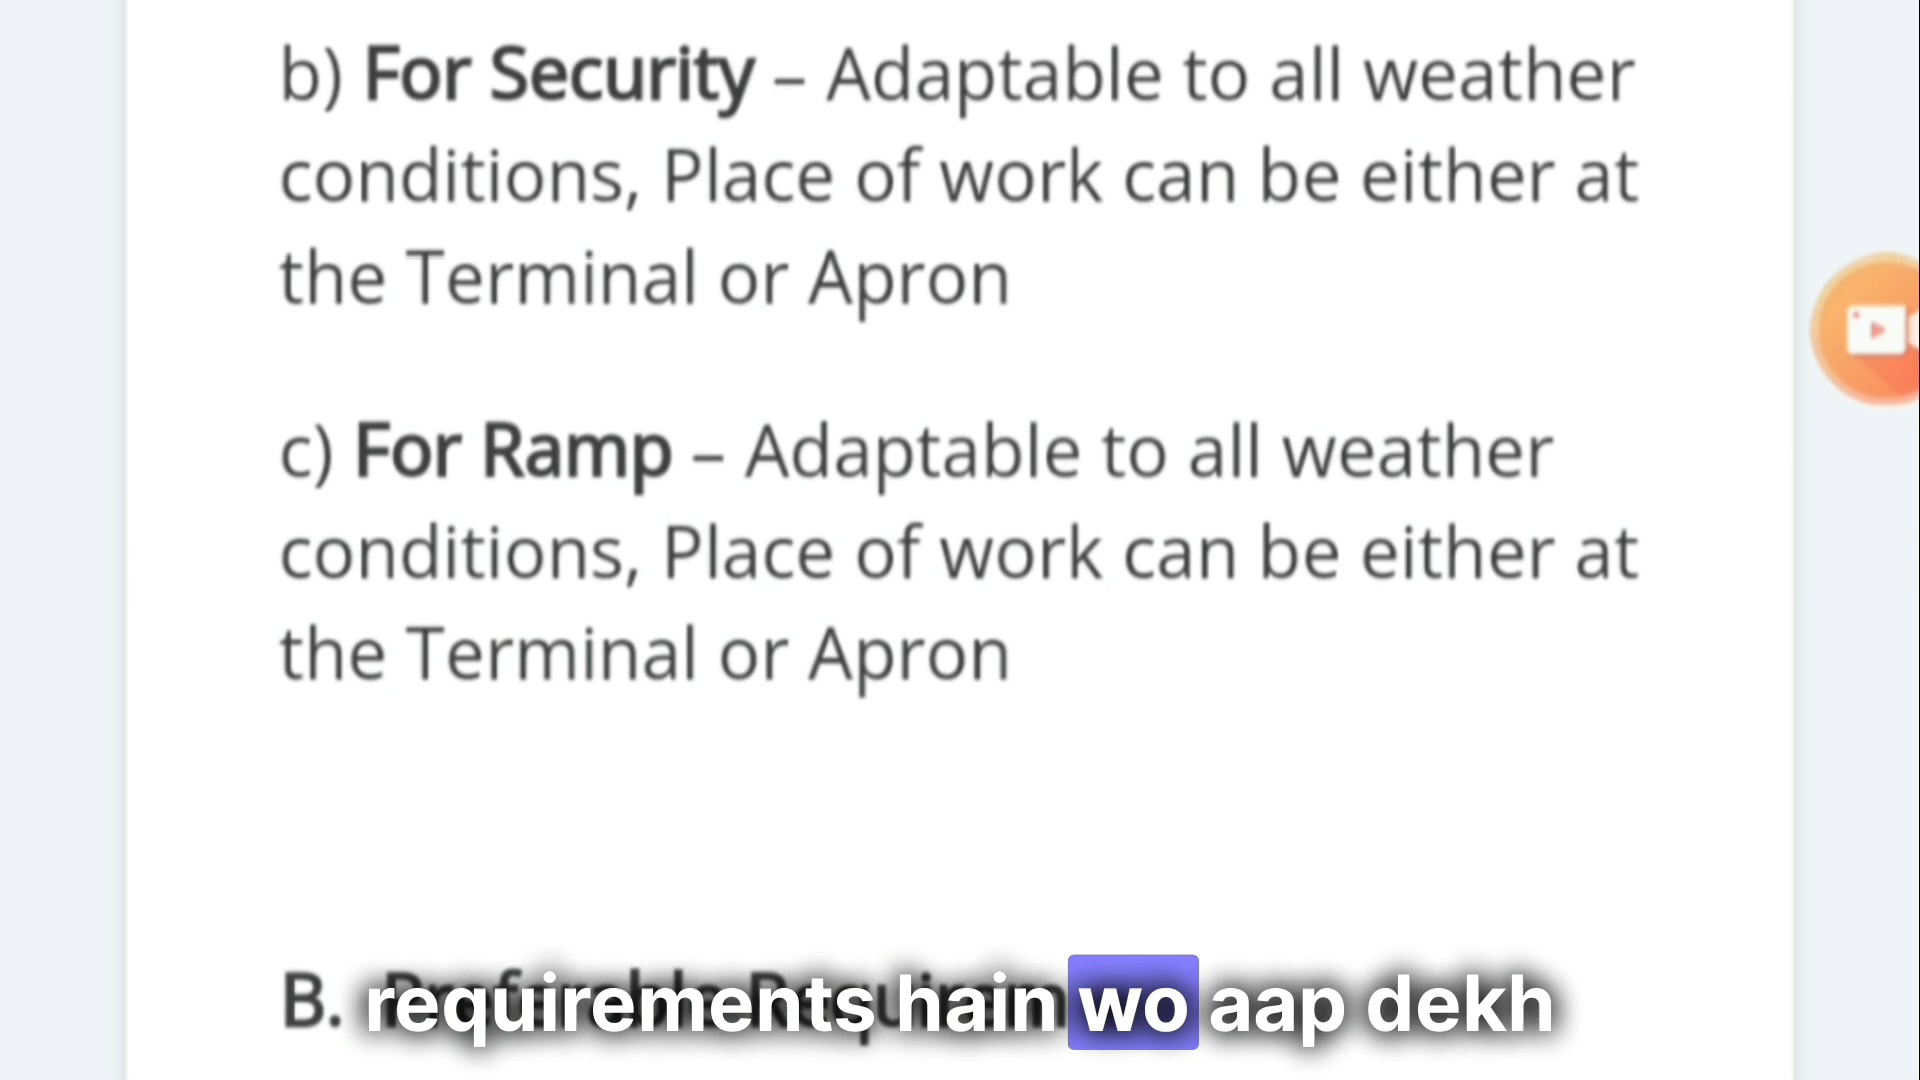 b) For Security – Adaptable to all weather
conditions, Place of work can be either at
the Terminal or Apron
c) For Ramp – Adaptable to all weather
conditions, Place of work can be either at
the Terminal or Apron
B.
requirements hain wo aap dekh